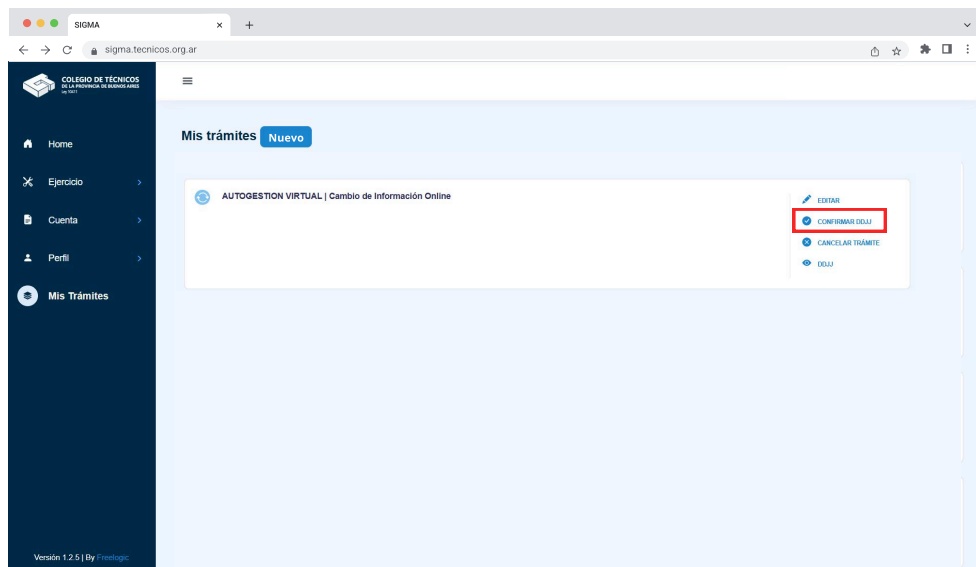 SIGMA
sigma.tecnicos.org.ar
COLEGIO DE TÉCNICOS
DE LA PROVINCIA DE BUENOS AIRES
Ley 10411
Home
Ejercicio
Cuenta
Perfil
Mis Trámites
Versión 1.2.5 | By Freelogic
Mis trámites Nuevo
AUTOGESTION VIRTUAL | Cambio de Información Online
EDITAR
CONFIRMAR DDJJ
CANCELAR TRÁMITE
DDJJ